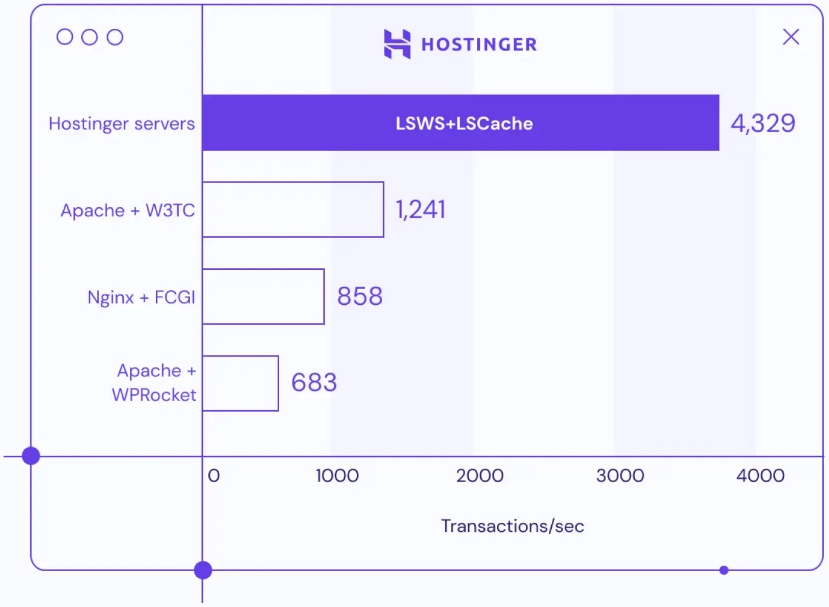 HOSTINGER
Hostinger servers
LSWS+LSCache
4,329
Apache + W3TC
1,241
Nginx + FCGI
858
Apache +
WPRocket
683
0 1000 2000 3000 4000
Transactions/sec